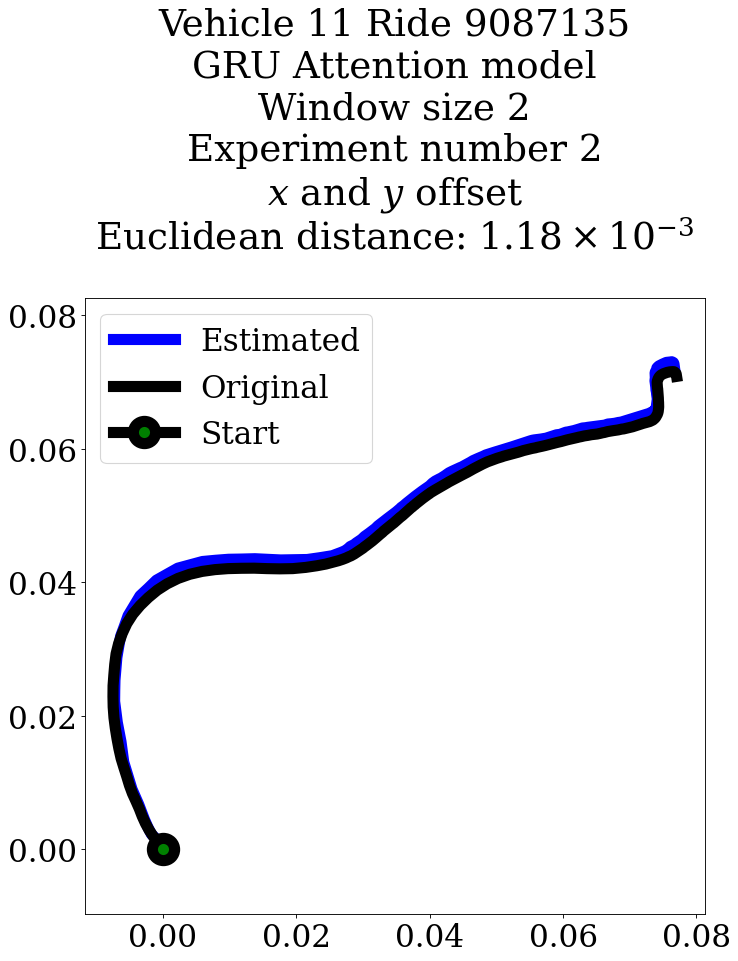 Vehicle 11 Ride 9087135
GRU Attention model
Window size 2
Experiment number 2
x and y offset
Euclidean distance: 1.18 × 10⁻³
0.08
Estimated
Original
Start
0.06
0.04
0.02
0.00
0.00 0.02 0.04 0.06 0.08